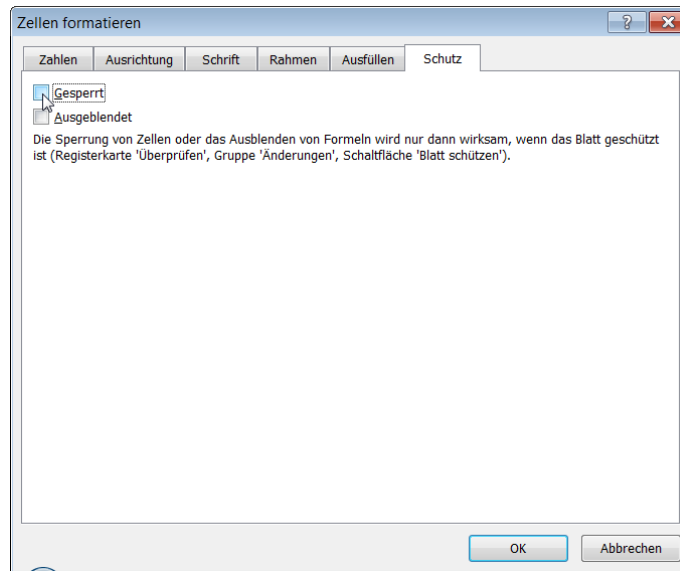 Zellen formatieren
?
Zahlen Ausrichtung Schrift Rahmen Ausfüllen Schutz
Gesperrt
Ausgeblendet
Die Sperrung von Zellen oder das Ausblenden von Formeln wird nur dann wirksam, wenn das Blatt geschützt
ist (Registerkarte 'Überprüfen', Gruppe 'Änderungen', Schaltfläche 'Blatt schützen').
OK Abbrechen